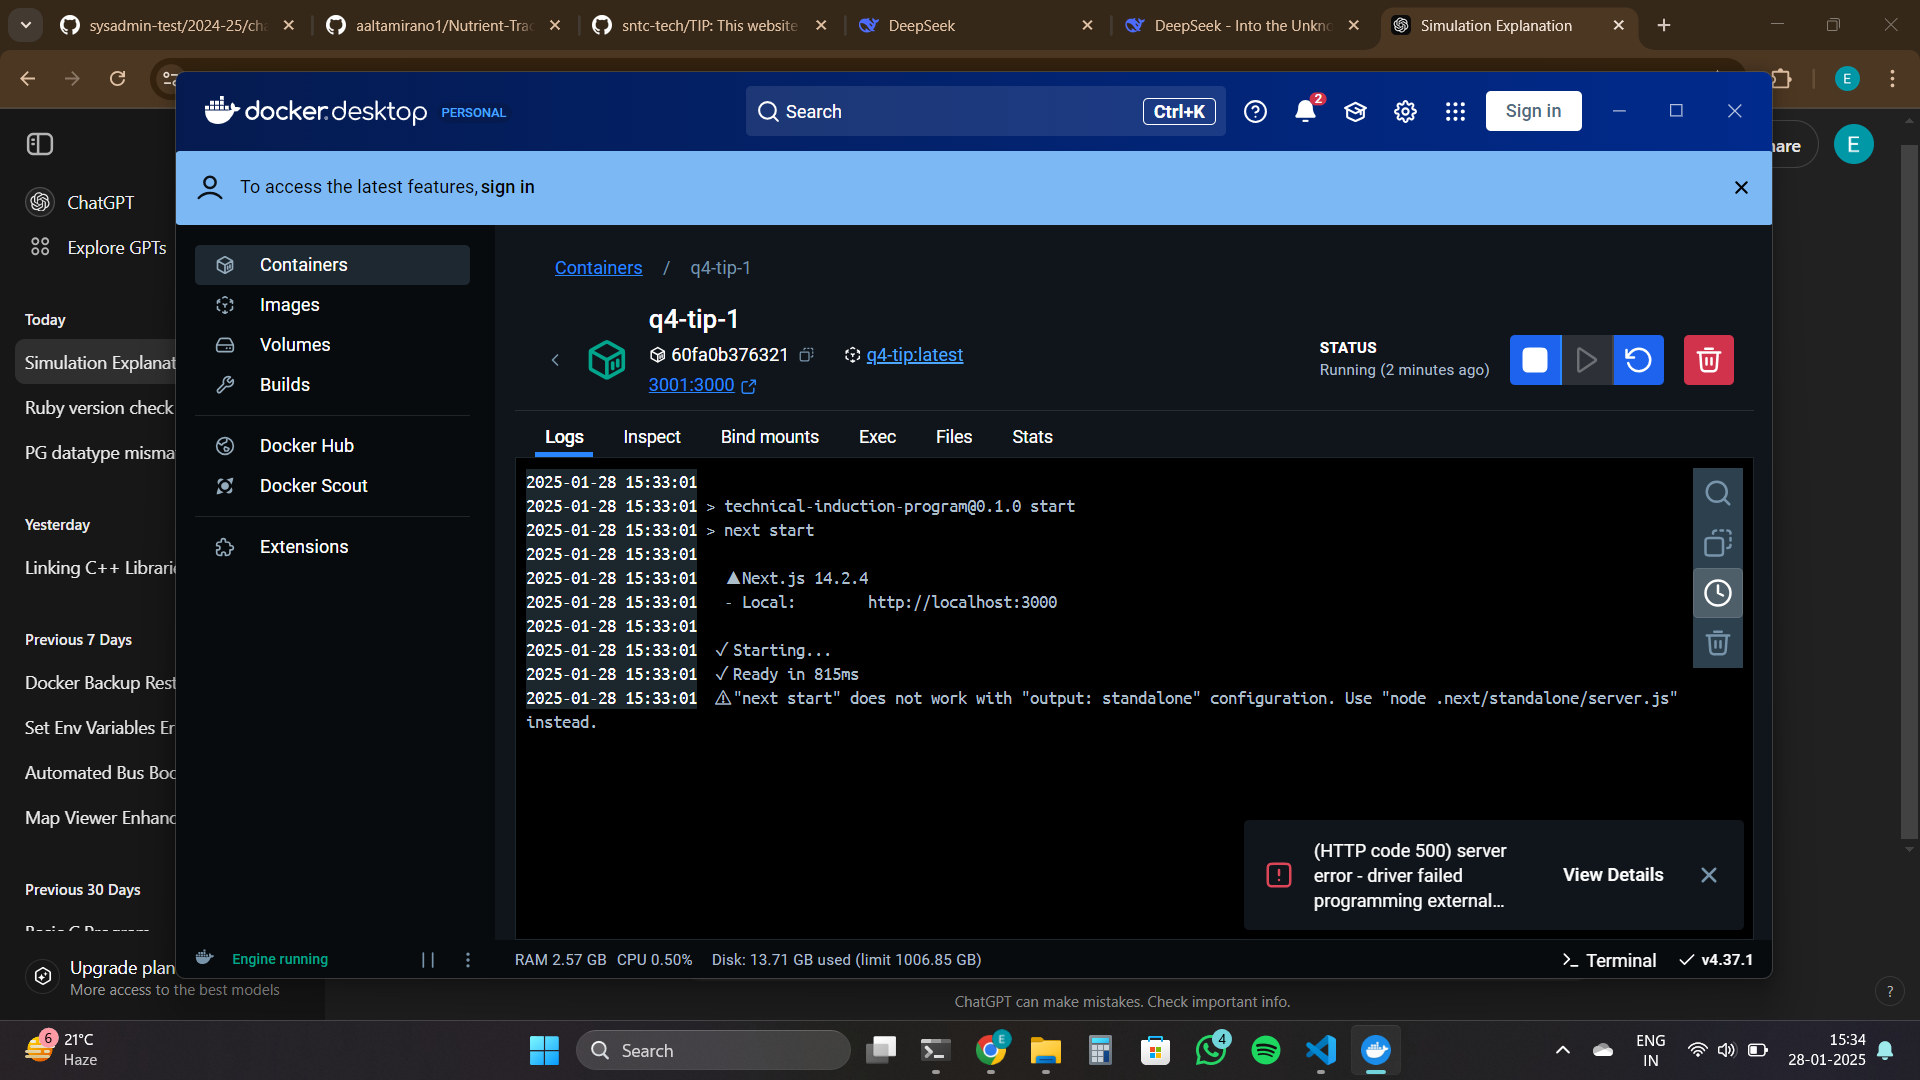 sysadmin-test/2024-25/cha
aaltamirano1/Nutrient-Trac
sntc-tech/TIP: This website
DeepSeek
DeepSeek - Into the Unkno
Simulation Explanation
E
docker.desktop PERSONAL
Search
Ctrl+K
2
Sign in
hare
E
To access the latest features, sign in
ChatGPT
Explore GPTs
Today
Simulation Explanat
Ruby version check
PG datatype misma
Yesterday
Linking C++ Librari
Previous 7 Days
Docker Backup Rest
Set Env Variables Er
Automated Bus Boo
Map Viewer Enhanc
Previous 30 Days
Upgrade plan
More access to the best models
Containers
Images
Volumes
Builds
Docker Hub
Docker Scout
Extensions
Containers / q4-tip-1
q4-tip-1
60fa0b376321
q4-tip:latest
3001:3000
STATUS
Running (2 minutes ago)
Logs
Inspect
Bind mounts
Exec
Files
Stats
2025-01-28 15:33:01
2025-01-28 15:33:01 > technical-induction-program@0.1.0 start
2025-01-28 15:33:01 > next start
2025-01-28 15:33:01
2025-01-28 15:33:01 ▲Next.js 14.2.4
2025-01-28 15:33:01 - Local: http://localhost:3000
2025-01-28 15:33:01
2025-01-28 15:33:01 ✓Starting...
2025-01-28 15:33:01 ✓Ready in 815ms
2025-01-28 15:33:01 ⚠"next start" does not work with "output: standalone" configuration. Use "node .next/standalone/server.js"
instead.
(HTTP code 500) server
error - driver failed
programming external...
View Details
Engine running
RAM 2.57 GB CPU 0.50% Disk: 13.71 GB used (limit 1006.85 GB)
Terminal
v4.37.1
ChatGPT can make mistakes. Check important info.
?
6
21°C
Haze
Search
E
4
ENG
IN
15:34
28-01-2025